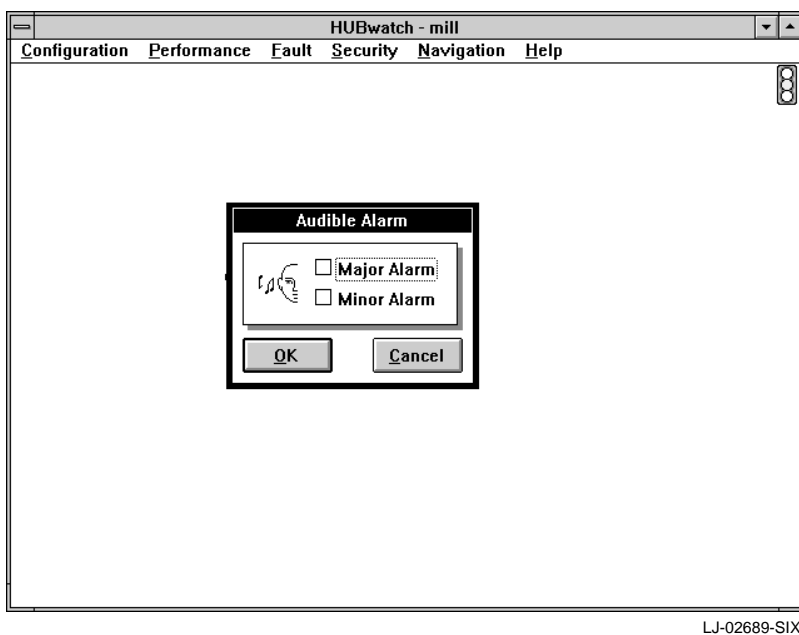 HUBwatch - mill
Configuration Performance Fault Security Navigation Help
Audible Alarm
Major Alarm
Minor Alarm
OK Cancel
LJ-02689-SIX